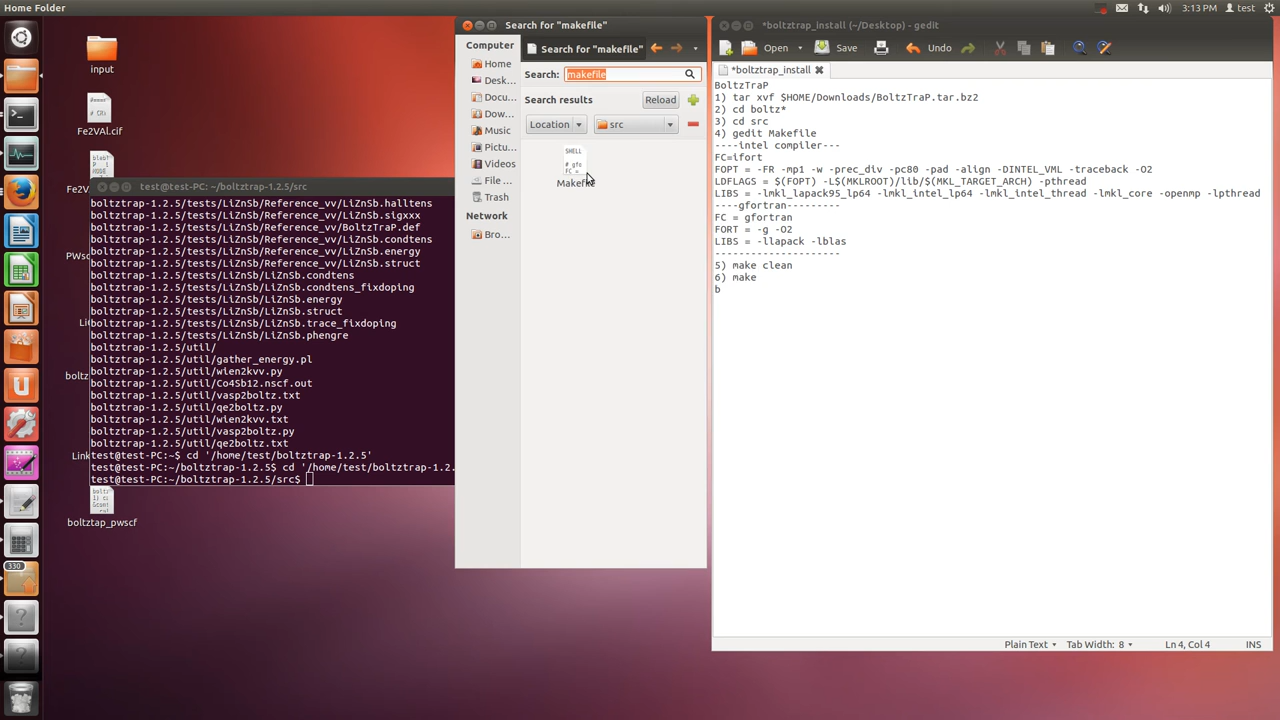 Home Folder
3:13 PM
test
input
Fe2VAl.cif
330
boltztap_pwscf
test@test-PC: ~/boltztrap-1.2.5/src
boltztrap-1.2.5/tests/LiZnSb/Reference_vv/LiZnSb.halltens
boltztrap-1.2.5/tests/LiZnSb/Reference_vv/LiZnSb.sigxxx
boltztrap-1.2.5/tests/LiZnSb/Reference_vv/BoltzTraP.def
boltztrap-1.2.5/tests/LiZnSb/Reference_vv/LiZnSb.condtens
boltztrap-1.2.5/tests/LiZnSb/Reference_vv/LiZnSb.energy
boltztrap-1.2.5/tests/LiZnSb/Reference_vv/LiZnSb.struct
boltztrap-1.2.5/tests/LiZnSb/LiZnSb.condtens
boltztrap-1.2.5/tests/LiZnSb/LiZnSb.condtens_fixdoping
boltztrap-1.2.5/tests/LiZnSb/LiZnSb.energy
boltztrap-1.2.5/tests/LiZnSb/LiZnSb.struct
boltztrap-1.2.5/tests/LiZnSb/LiZnSb.trace_fixdoping
boltztrap-1.2.5/tests/LiZnSb/LiZnSb.phengre
boltztrap-1.2.5/util/
boltztrap-1.2.5/util/gather_energy.pl
boltztrap-1.2.5/util/wien2kvv.py
boltztrap-1.2.5/util/Co4Sb12.nscf.out
boltztrap-1.2.5/util/vasp2boltz.txt
boltztrap-1.2.5/util/qe2boltz.py
boltztrap-1.2.5/util/wien2kvv.txt
boltztrap-1.2.5/util/vasp2boltz.py
boltztrap-1.2.5/util/qe2boltz.txt
test@test-PC:~$ cd '/home/test/boltztrap-1.2.5'
test@test-PC:~/boltztrap-1.2.5$ cd '/home/test/boltztrap-1.2.
test@test-PC:~/boltztrap-1.2.5/src$
Search for "makefile"
Computer
Home
Desk...
Docu...
Dow...
Music
Pictu...
Videos
File ...
Trash
Network
Bro...
Search for "makefile"
Search: makefile
Search results
Reload
Location
src
SHELL
Makefile
*boltztrap_install (~/Desktop) - gedit
Open
Save
Undo
*boltztrap_install
BoltzTraP
1) tar xvf $HOME/Downloads/BoltzTraP.tar.bz2
2) cd boltz*
3) cd src
4) gedit Makefile
----intel compiler---
FC=ifort
FOPT = -FR -mp1 -w -prec_div -pc80 -pad -align -DINTEL_VML -traceback -O2
LDFLAGS = $(FOPT) -L$(MKLROOT)/lib/$(MKL_TARGET_ARCH) -pthread
LIBS = -lmkl_lapack95_lp64 -lmkl_intel_lp64 -lmkl_intel_thread -lmkl_core -openmp -lpthread
----gfortran---------
FC = gfortran
FORT = -g -O2
LIBS = -llapack -lblas
---------------------
5) make clean
6) make
b
Plain Text
Tab Width: 8
Ln 4, Col 4
INS